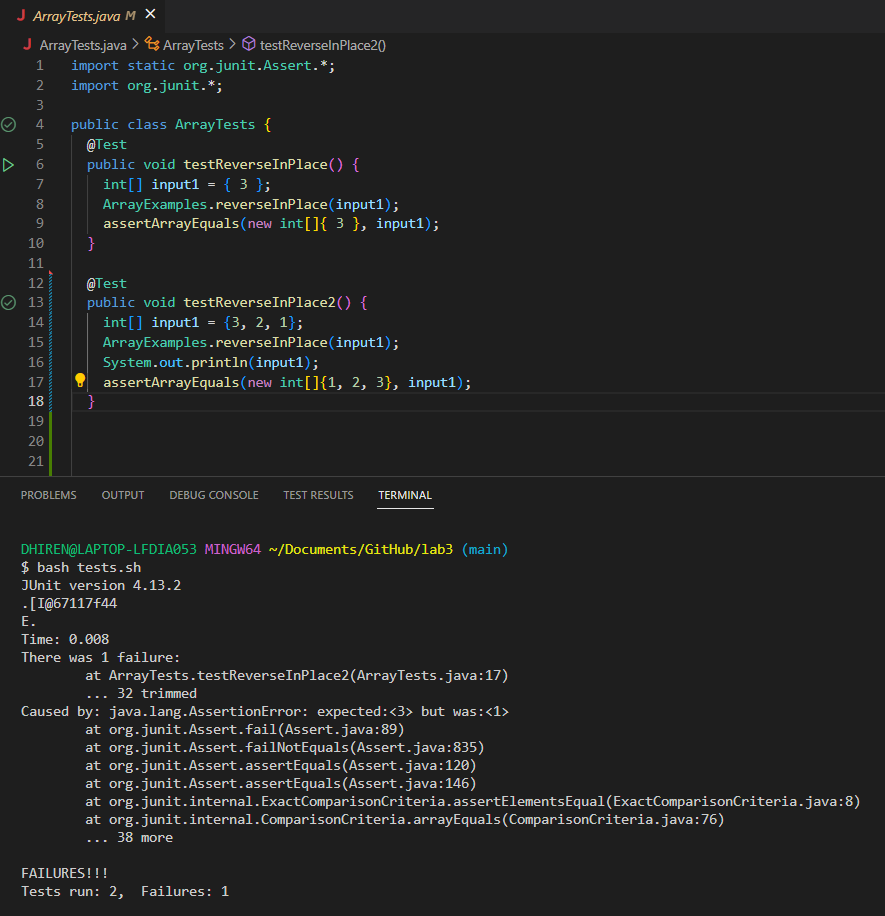 J ArrayTests.java M ×
J ArrayTests.java > ArrayTests > testReverseInPlace2()
1 import static org.junit.Assert.*;
2 import org.junit.*;
3
4 public class ArrayTests {
5 @Test
6 public void testReverseInPlace() {
7 int[] input1 = { 3 };
8 ArrayExamples.reverseInPlace(input1);
9 assertArrayEquals(new int[]{ 3 }, input1);
10 }
11
12 @Test
13 public void testReverseInPlace2() {
14 int[] input1 = {3, 2, 1};
15 ArrayExamples.reverseInPlace(input1);
16 System.out.println(input1);
17 assertArrayEquals(new int[]{1, 2, 3}, input1);
18 }
19
20
21
PROBLEMS OUTPUT DEBUG CONSOLE TEST RESULTS TERMINAL
DHIREN@LAPTOP-LFDIA053 MINGW64 ~/Documents/GitHub/lab3 (main)
$ bash tests.sh
JUnit version 4.13.2
.[I@67117f44
E.
Time: 0.008
There was 1 failure:
at ArrayTests.testReverseInPlace2(ArrayTests.java:17)
... 32 trimmed
Caused by: java.lang.AssertionError: expected:<3> but was:<1>
at org.junit.Assert.fail(Assert.java:89)
at org.junit.Assert.failNotEquals(Assert.java:835)
at org.junit.Assert.assertEquals(Assert.java:120)
at org.junit.Assert.assertEquals(Assert.java:146)
at org.junit.internal.ExactComparisonCriteria.assertElementsEqual(ExactComparisonCriteria.java:8)
at org.junit.internal.ComparisonCriteria.arrayEquals(ComparisonCriteria.java:76)
... 38 more
FAILURES!!!
Tests run: 2,  Failures: 1